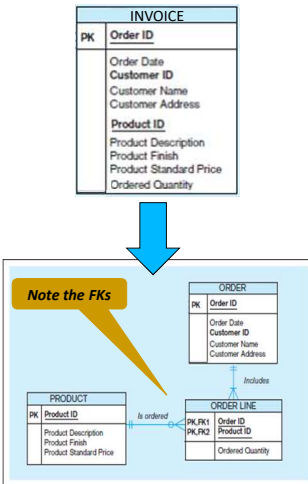 INVOICE
PK Order ID
Order Date
Customer ID
Customer Name
Customer Address
Product ID
Product Description
Product Finish
Product Standard Price
Ordered Quantity
Note the FKs
ORDER
PK Order ID
Order Date
Customer ID
Customer Name
Customer Address
Includes
PRODUCT
PK Product ID
Product Description
Product Finish
Product Standard Price
Is ordered
ORDER LINE
PK,FK1 Order ID
PK,FK2 Product ID
Ordered Quantity